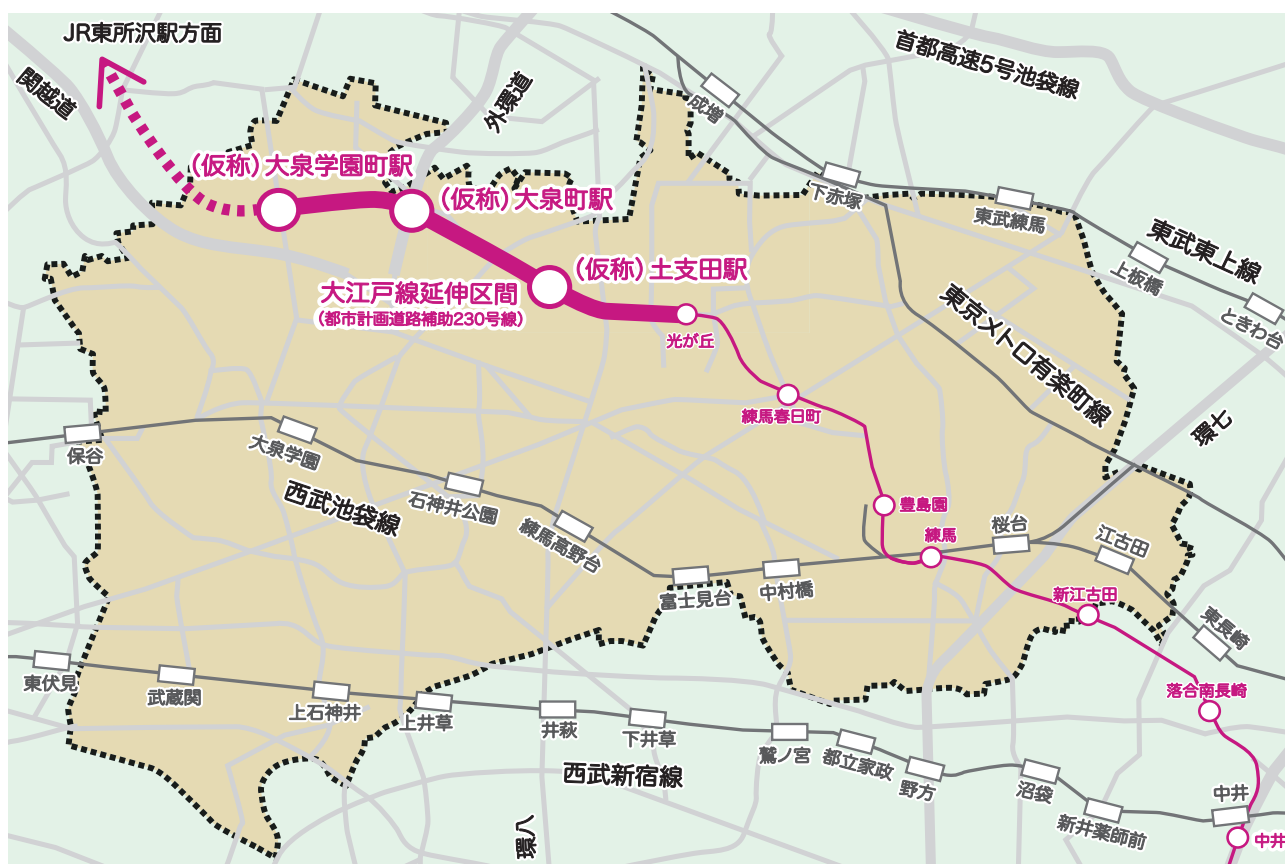 JR東所沢駅方面
関越道
外環道
首都高速5号池袋線
成増
(仮称)大泉学園町駅
(仮称)大泉町駅
下赤塚
東武練馬
東武東上線
上板橋
ときわ台
(仮称)土支田駅
大江戸線延伸区間
(都市計画道路補助230号線)
光が丘
東京メトロ有楽町線
練馬春日町
環七
保谷
大泉学園
西武池袋線
石神井公園
練馬高野台
豊島園
練馬
桜台
江古田
富士見台
中村橋
新江古田
東長崎
東伏見
武蔵関
上石神井
上井草
井荻
下井草
鷺ノ宮
都立家政
野方
沼袋
新井薬師前
落合南長崎
中井
中井
西武新宿線
環八